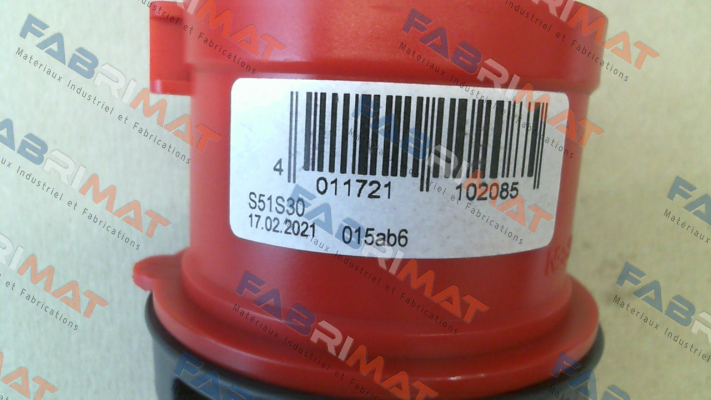 4 011721 102085
S51S30
17.02.2021 015ab6
FABRIMAT
Materiaux Industriel et Fabrications